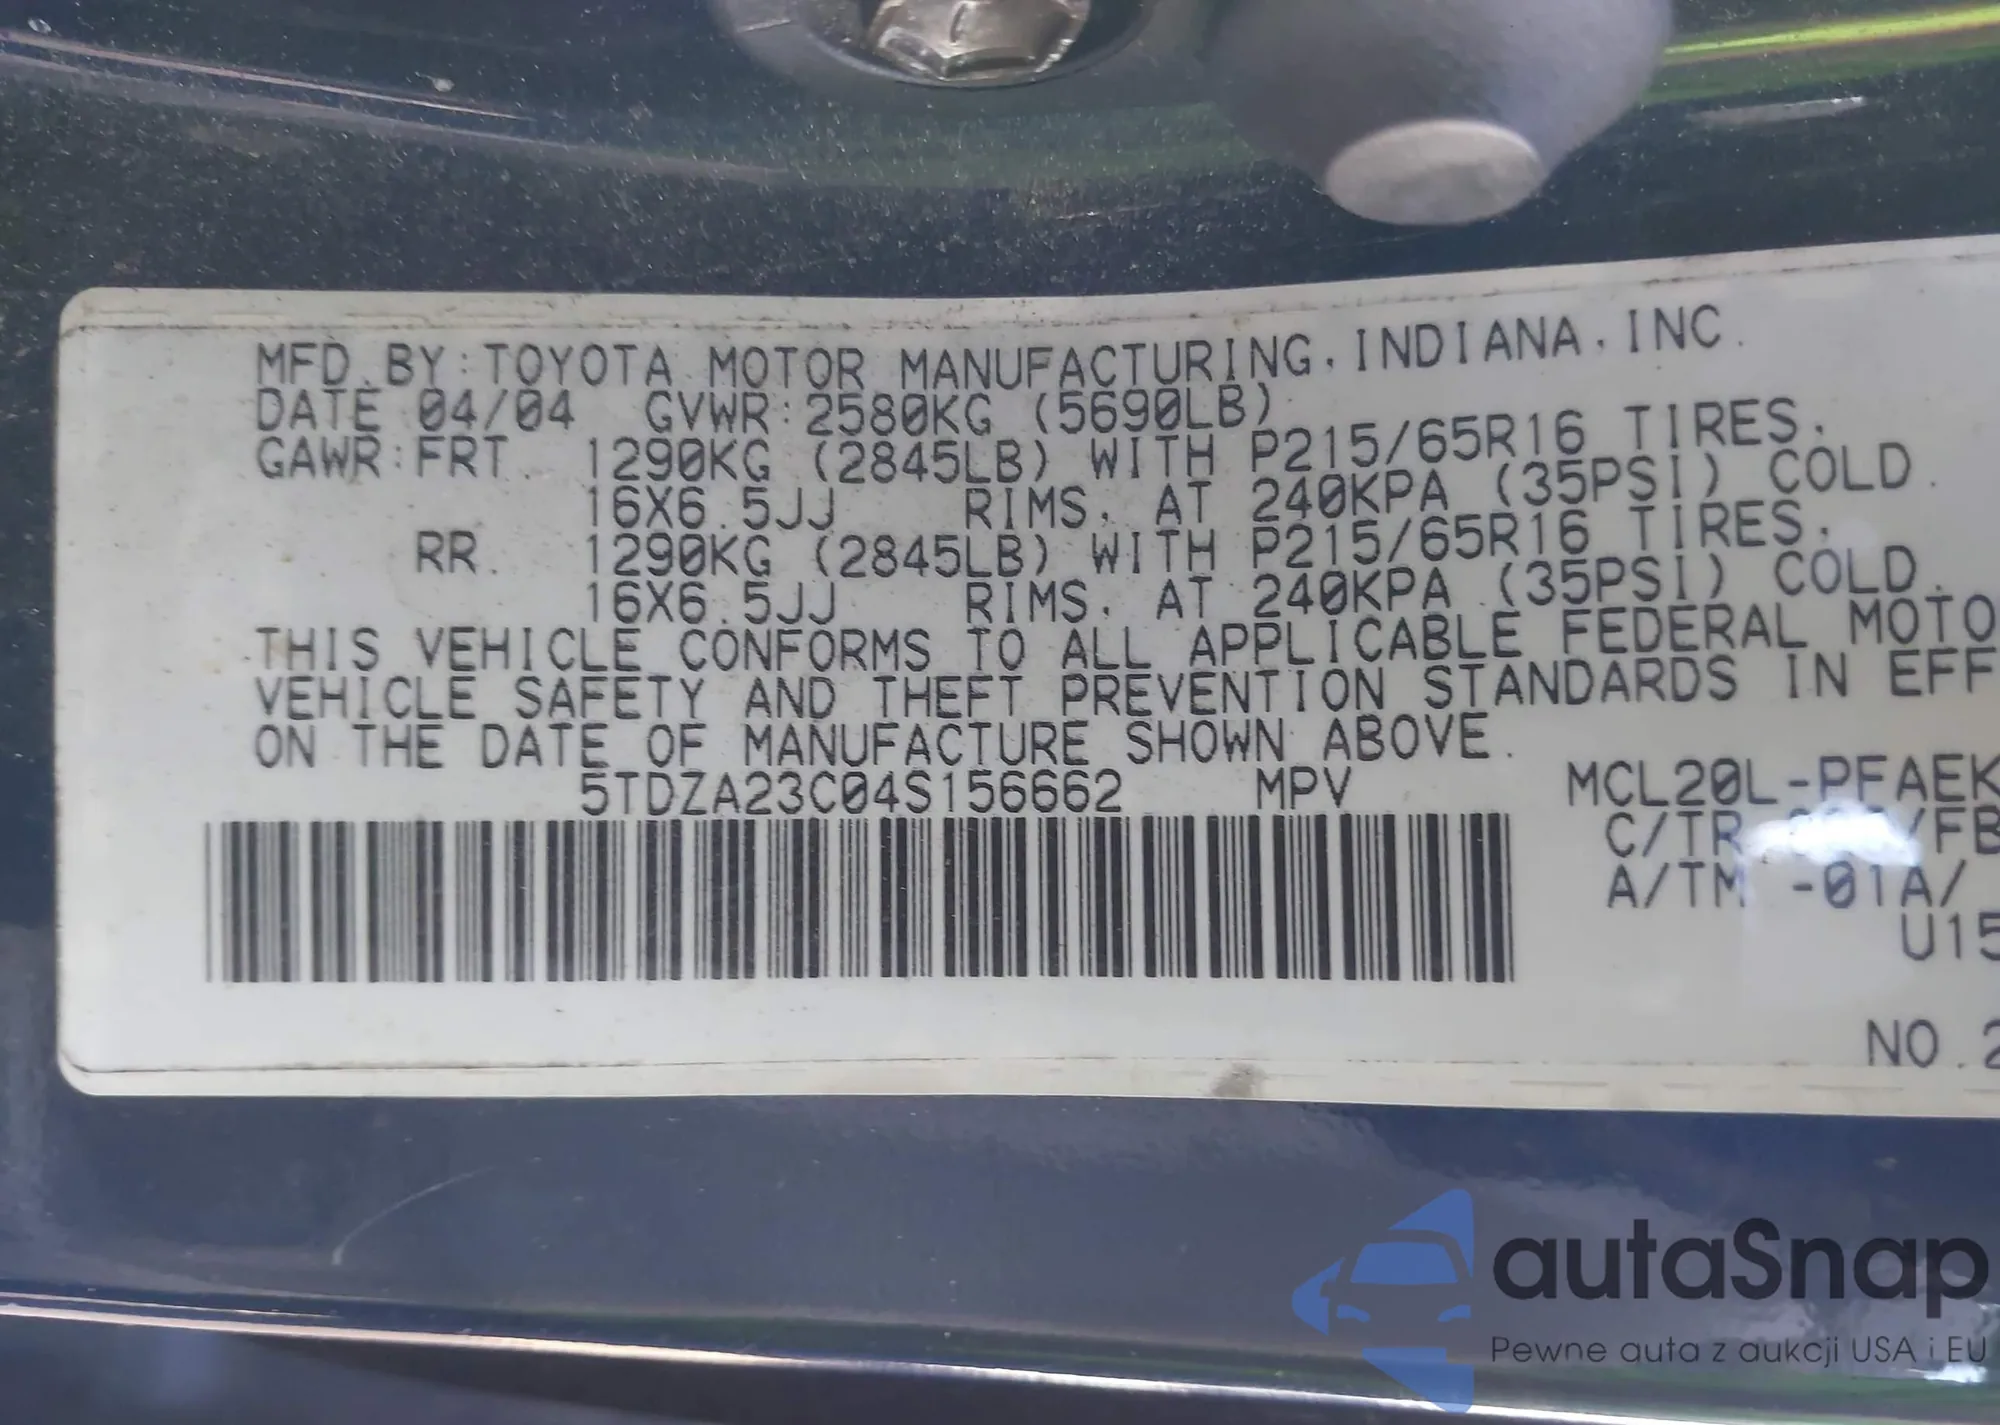 MFD.BY:TOYOTA MOTOR MANUFACTURING,INDIANA,INC.
DATE 04/04 GVWR:2580KG (5690LB)
GAWR:FRT. 1290KG (2845LB) WITH P215/65R16 TIRES,
16X6.5JJ RIMS, AT 240KPA (35PSI) COLD.
RR. 1290KG (2845LB) WITH P215/65R16 TIRES,
16X6.5JJ RIMS, AT 240KPA (35PSI) COLD.
THIS VEHICLE CONFORMS TO ALL APPLICABLE FEDERAL MOTO
VEHICLE SAFETY AND THEFT PREVENTION STANDARDS IN EFF
ON THE DATE OF MANUFACTURE SHOWN ABOVE.
5TDZA23C04S156662 MPV MCL20L-PFAEK
C/TR /FB
A/TM -01A/
U15
NO.2
autaSnap
Pewne auta z aukcji USA i EU